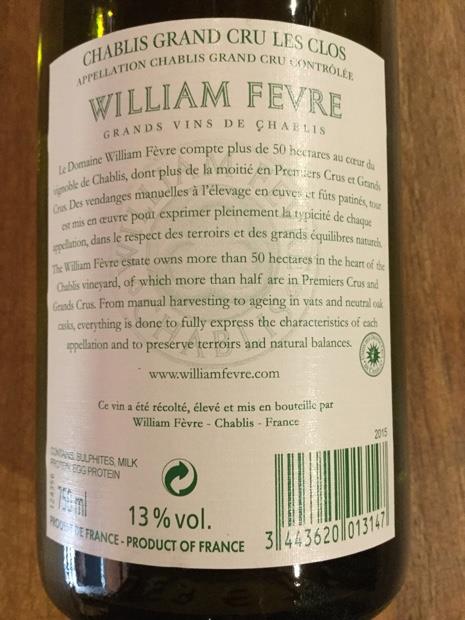 CHABLIS GRAND CRU LES CLOS
APPELLATION CHABLIS GRAND CRU CONTRÔLÉE
WILLIAM FEVRE
GRANDS VINS DE CHABLIS
Le Domaine William Fèvre compte plus de 50 hectares au cœur du
vignoble de Chablis, dont plus de la moitié en Premiers Crus et Grands
Crus. Des vendanges manuelles à l'élevage en cuves et fûts patinés, tout
est mis en œuvre pour exprimer pleinement la typicité de chaque
appellation, dans le respect des terroirs et des grands équilibres naturels.
The William Fèvre estate owns more than 50 hectares in the heart of the
Chablis vineyard, of which more than half are in Premiers Crus and
Grands Crus. From manual harvesting to ageing in vats and neutral oak
casks, everything is done to fully express the characteristics of each
appellation and to preserve terroirs and natural balances.
www.williamfevre.com
Ce vin a été récolté, élevé et mis en bouteille par
William Fèvre - Chablis - France
2015
CONTAINS SULPHITES, MILK
PROTEIN, EGG PROTEIN
750 ml
13 % vol.
PRODUIT DE FRANCE - PRODUCT OF FRANCE
3 443620 013147